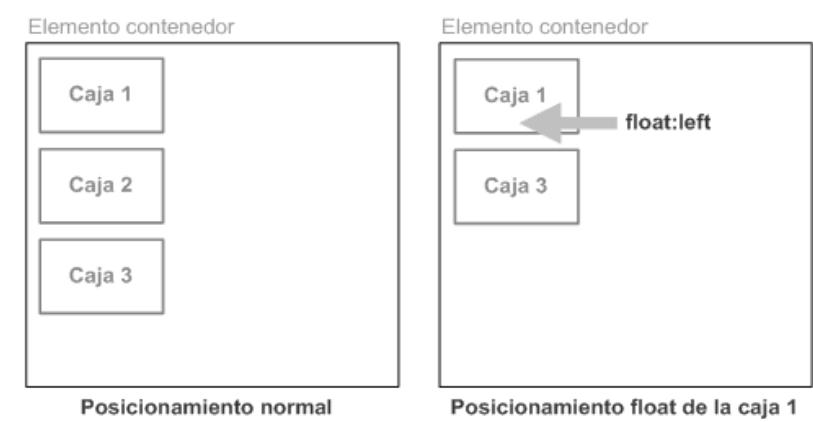 Elemento contenedor
Caja 1
Caja 2
Caja 3
Posicionamiento normal
Elemento contenedor
Caja 1
float:left
Caja 3
Posicionamiento float de la caja 1